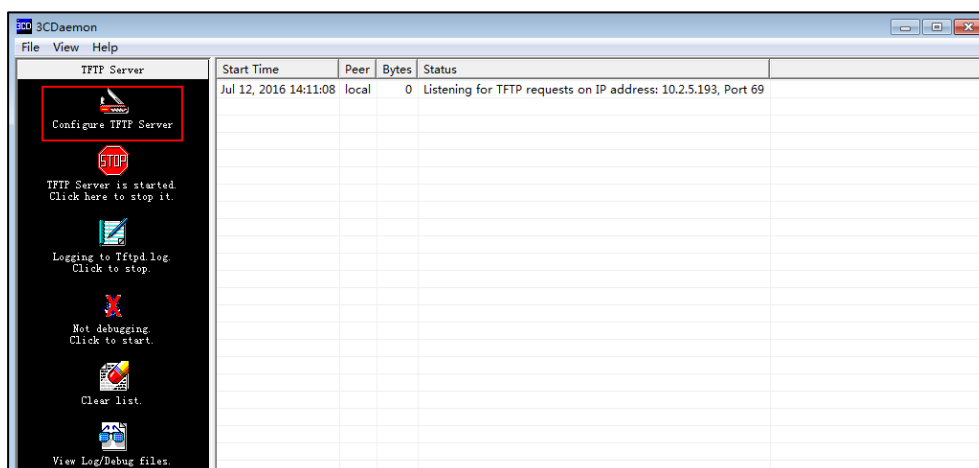 3CD 3CDaemon
File View Help
TFTP Server
Configure TFTP Server
STOP
TFTP Server is started.
Click here to stop it.
Logging to Tftpd.log.
Click to stop.
Not debugging.
Click to start.
Clear list.
View Log/Debug files.
Start Time Peer Bytes Status
Jul 12, 2016 14:11:08 local 0 Listening for TFTP requests on IP address: 10.2.5.193, Port 69